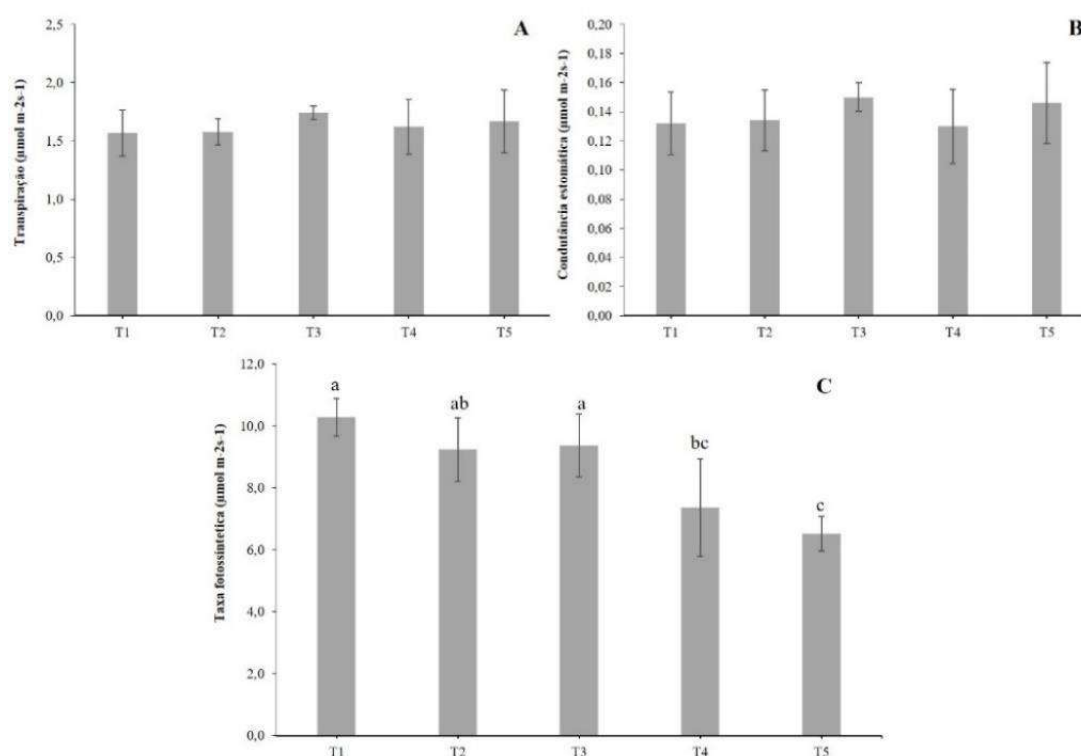 A
Transpiração (µmol m-2s-1)
2,5
2,0
1,5
1,0
0,5
0,0
T1 T2 T3 T4 T5
B
Condutância estomática (µmol m-2s-1)
0,20
0,18
0,16
0,14
0,12
0,10
0,08
0,06
0,04
0,02
0,00
T1 T2 T3 T4 T5
C
Taxa fotossintetica (µmol m-2s-1)
12,0
10,0
8,0
6,0
4,0
2,0
0,0
a ab a bc c
T1 T2 T3 T4 T5